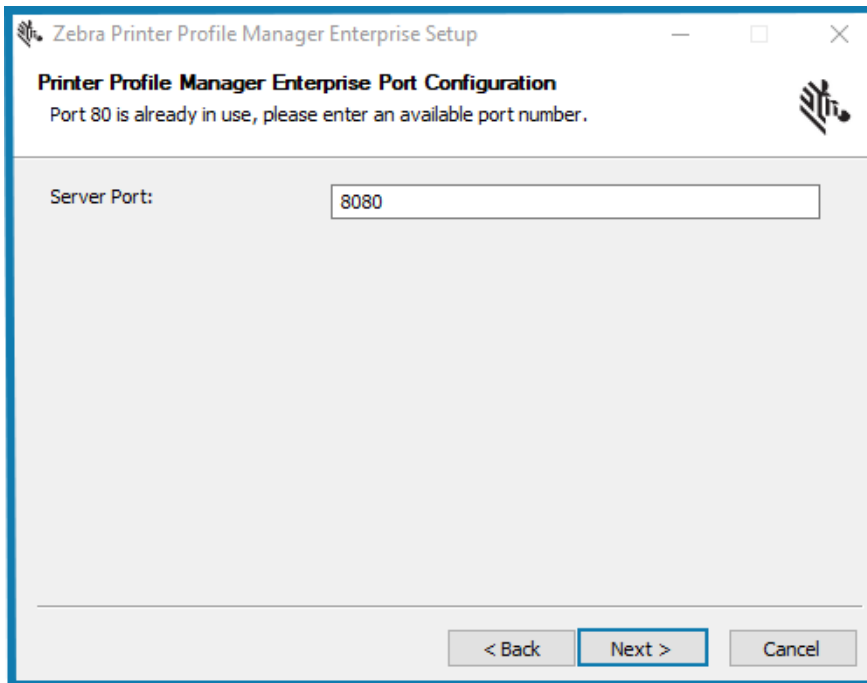 Zebra Printer Profile Manager Enterprise Setup
Printer Profile Manager Enterprise Port Configuration
Port 80 is already in use, please enter an available port number.
Server Port:
8080
< Back
Next >
Cancel